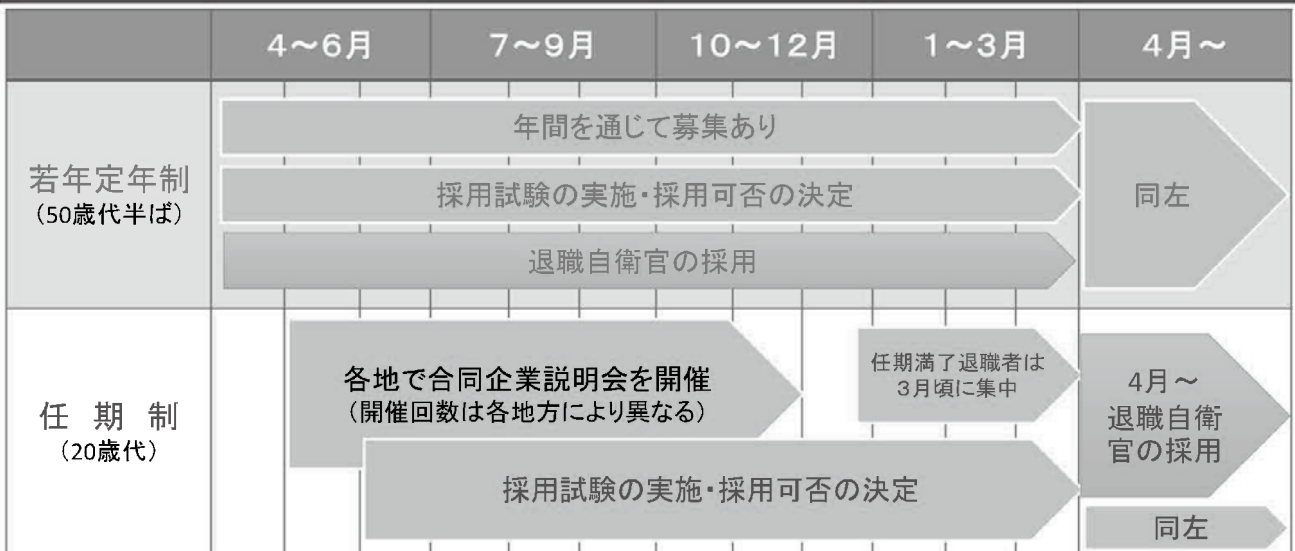 4～6月
7～9月
10～12月
1～3月
4月～
若年定年制
(50歳代半ば)
年間を通じて募集あり
採用試験の実施・採用可否の決定
退職自衛官の採用
同左
任 期 制
(20歳代)
各地で合同企業説明会を開催
(開催回数は各地方により異なる)
採用試験の実施・採用可否の決定
任期満了退職者は
3月頃に集中
4月～
退職自衛
官の採用
同左